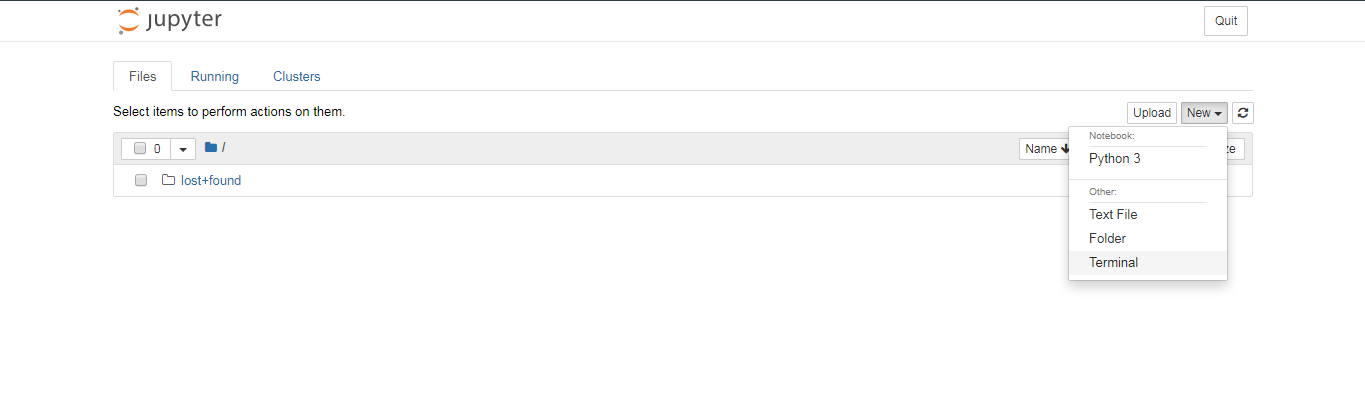 jupyter
Quit
Files Running Clusters
Select items to perform actions on them.
Upload New
0 /
Name
lost+found
Notebook:
Python 3
Other:
Text File
Folder
Terminal